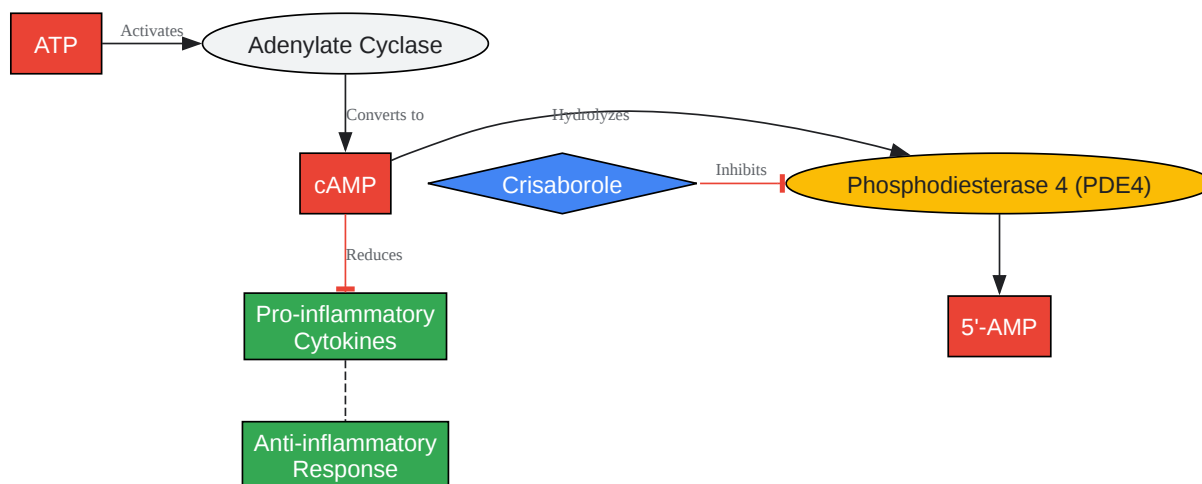 ATP
Activates
Adenylate Cyclase
Converts to
Hydrolyzes
cAMP
Crisaborole
Inhibits
Phosphodiesterase 4 (PDE4)
Reduces
Pro-inflammatory
Cytokines
5'-AMP
Anti-inflammatory
Response